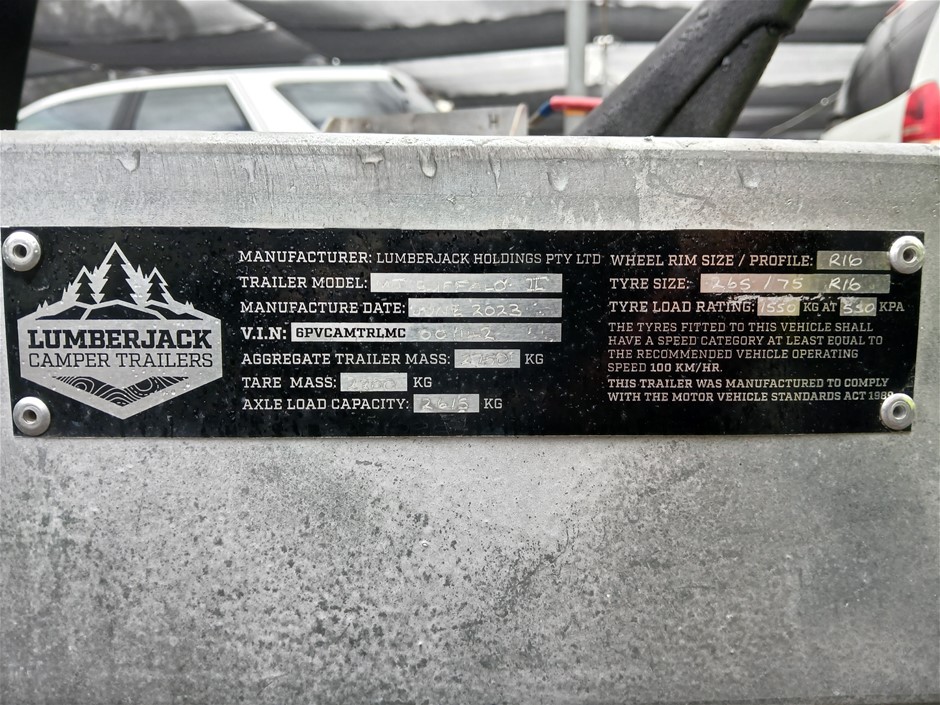 LUMBERJACK
CAMPER TRAILERS
MANUFACTURER: LUMBERJACK HOLDINGS PTY LTD
TRAILER MODEL: II
MANUFACTURE DATE: 2023
V.I.N: 6PVCAMTRLMC
AGGREGATE TRAILER MASS: KG
TARE MASS: KG
AXLE LOAD CAPACITY: 2615 KG
WHEEL RIM SIZE / PROFILE: R16
TYRE SIZE: 265 / 75 R16
TYRE LOAD RATING: 1550 KG AT 550 KPA
THE TYRES FITTED TO THIS VEHICLE SHALL
HAVE A SPEED CATEGORY AT LEAST EQUAL TO
THE RECOMMENDED VEHICLE OPERATING
SPEED 100 KM/HR.
THIS TRAILER WAS MANUFACTURED TO COMPLY
WITH THE MOTOR VEHICLE STANDARDS ACT 1989